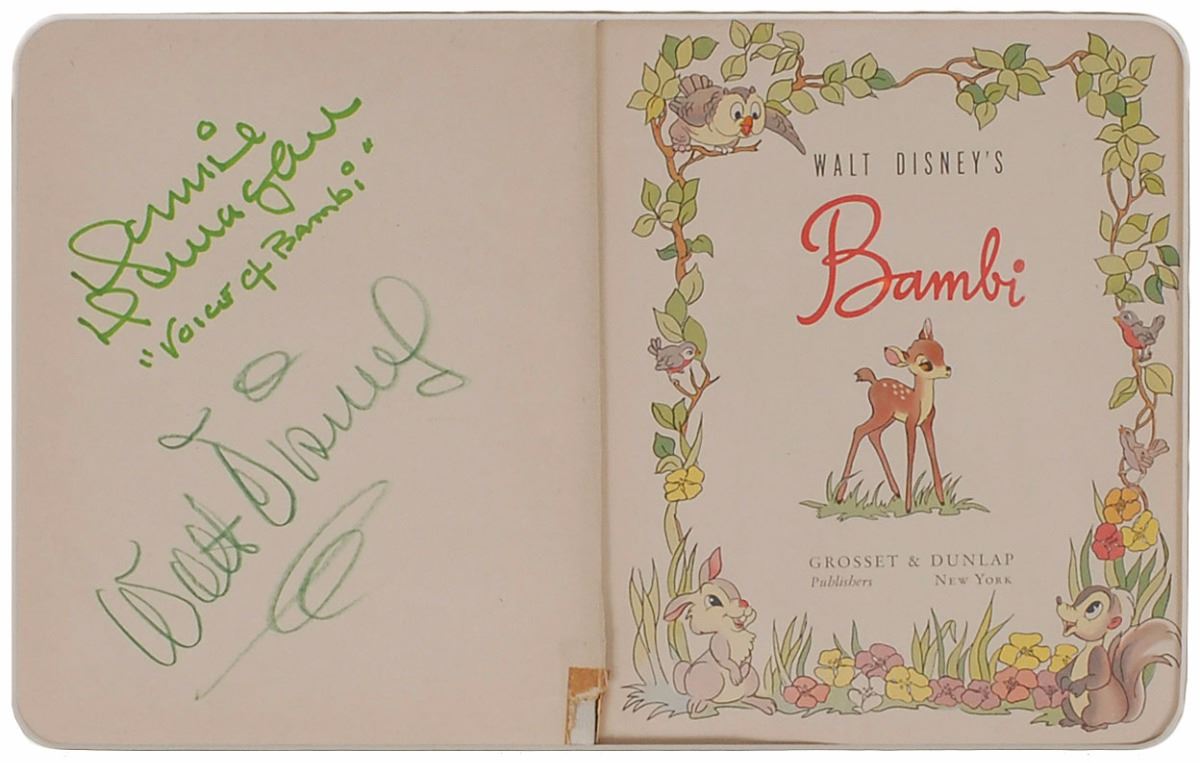 Donnie
Dunagan
"Voice of Bambi"
Walt Disney
WALT DISNEY'S
Bambi
GROSSET & DUNLAP
Publishers New York